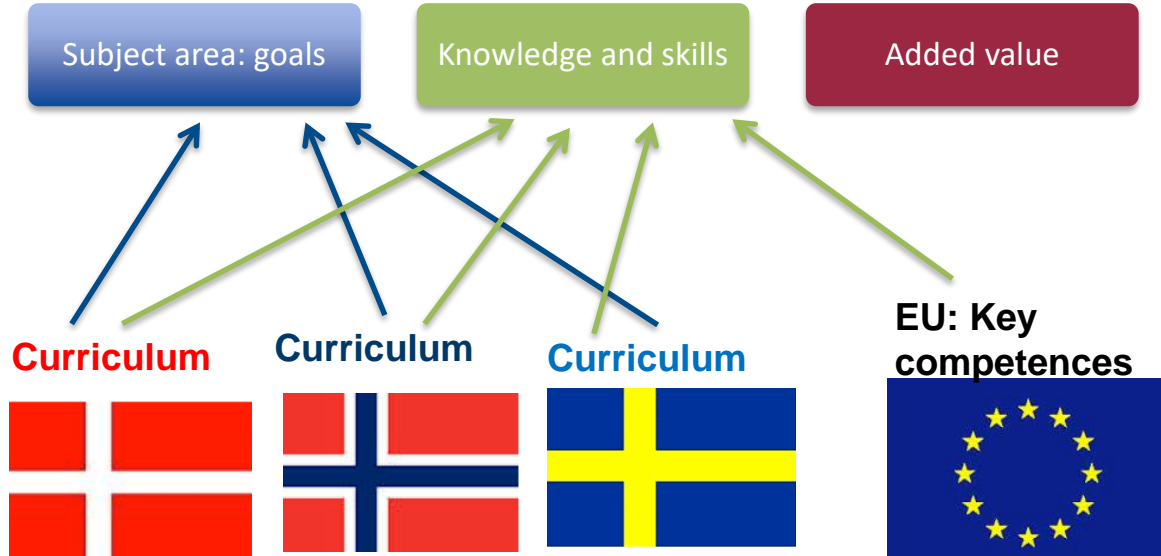 Subject area: goals
Knowledge and skills
Added value
Curriculum
Curriculum
Curriculum
EU: Key
competences